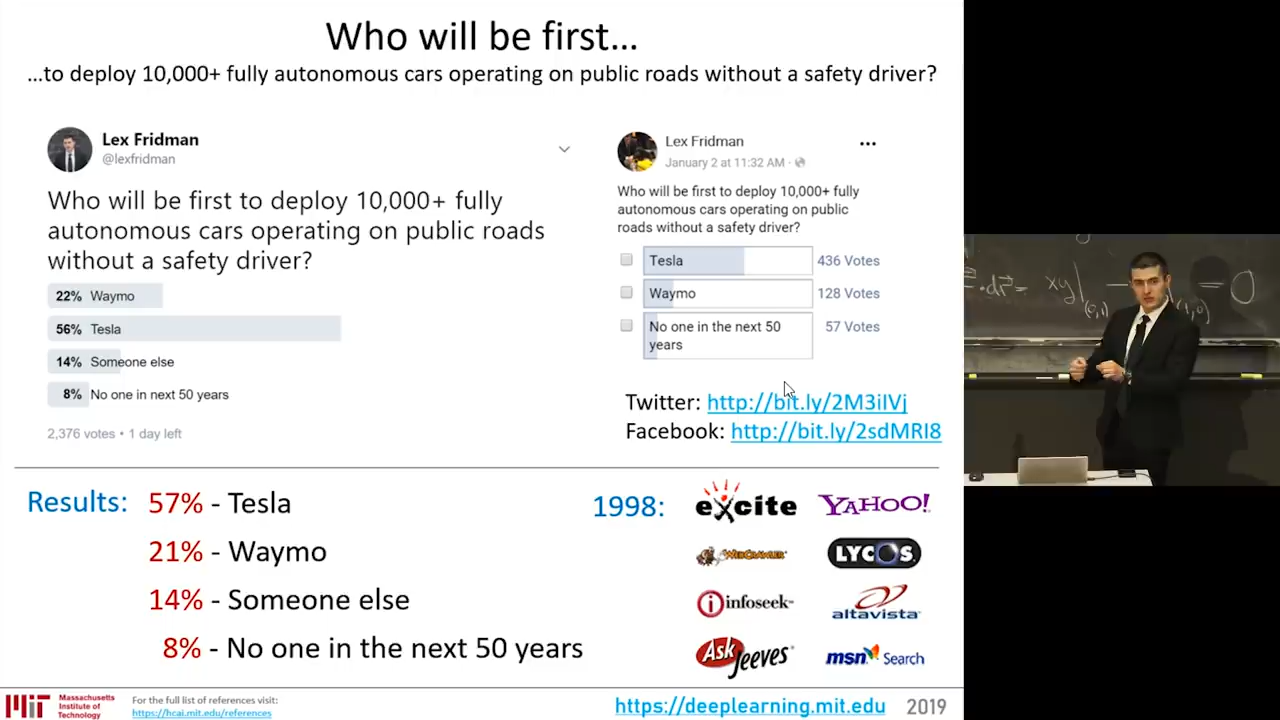 Who will be first...
...to deploy 10,000+ fully autonomous cars operating on public roads without a safety driver?
Lex Fridman
@lexfridman
Who will be first to deploy 10,000+ fully
autonomous cars operating on public roads
without a safety driver?
22% Waymo
56% Tesla
14% Someone else
8% No one in next 50 years
2,376 votes • 1 day left
Lex Fridman
January 2 at 11:32 AM
Who will be first to deploy 10,000+ fully
autonomous cars operating on public
roads without a safety driver?
Tesla 436 Votes
Waymo 128 Votes
No one in the next 50 57 Votes
years
Twitter: http://bit.ly/2M3iIVj
Facebook: http://bit.ly/2sdMRI8
Results: 57% - Tesla
21% - Waymo
14% - Someone else
8% - No one in the next 50 years
1998: excite YAHOO!
WEBCRAWLER LYCOS
infoseek altavista
Ask Jeeves msn Search
MIT Massachusetts
Institute of
Technology
For the full list of references visit:
https://hcai.mit.edu/references
https://deeplearning.mit.edu 2019
xy
(0,1) (1,0)
= 0